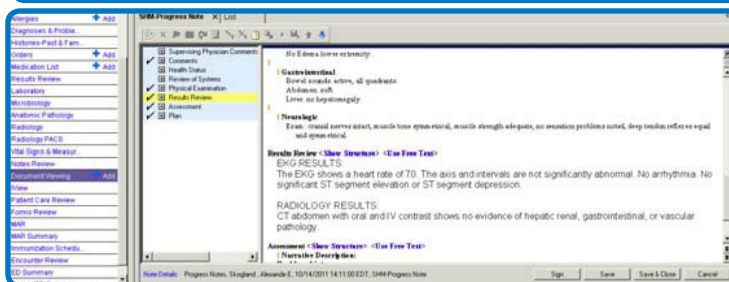 Allergies
Add
Diagnoses & Proble..
Histories-Past & Fam..
Orders
Add
Medication List
Add
Results Review
Laboratory
Microbiology
Anatomic Pathology
Radiology
Radiology PACS
Vital Signs & Measur..
Notes Review
Document Viewing
Add
IView
Patient Care Review
Forms Review
MAR
MAR Summary
Immunization Schedu..
Encounter Review
ED Summary
SHM-Progress Note
List
Supervising Physician Comments
Comments
Health Status
Review of Systems
Physical Examination
Results Review
Assessment
Plan
No Edema lower extremity.
Gastrointestinal
Bowel sounds: active, all quadrants.
Abdomen: soft.
Liver: no hepatomegaly
Neurologic
Exam: cranial nerves intact, muscle tone symmetrical, muscle strength adequate, no sensation problems noted, deep tendon reflexes equal
and symmetrical.
Results Review <Show Structure> <Use Free Text>
EKG RESULTS:
The EKG shows a heart rate of 70. The axis and intervals are not significantly abnormal. No arrhythmia. No
significant ST segment elevation or ST segment depression.
RADIOLOGY RESULTS:
CT abdomen with oral and IV contrast shows no evidence of hepatic renal, gastrointestinal, or vascular
pathology.
Assessment <Show Structure> <Use Free Text>
Narrative Description:
Note Details: Progress Notes, Skogland, Alexande E, 10/14/2011 14:11:00 EDT, SHM-Progress Note
Sign
Save
Save & Close
Cancel